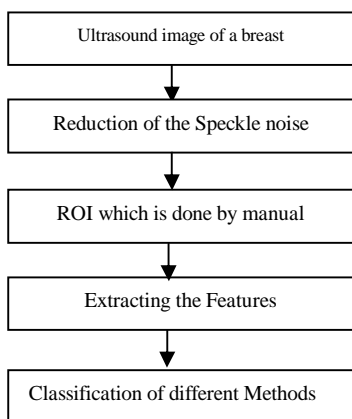 Ultrasound image of a breast
Reduction of the Speckle noise
ROI which is done by manual
Extracting the Features
Classification of different Methods